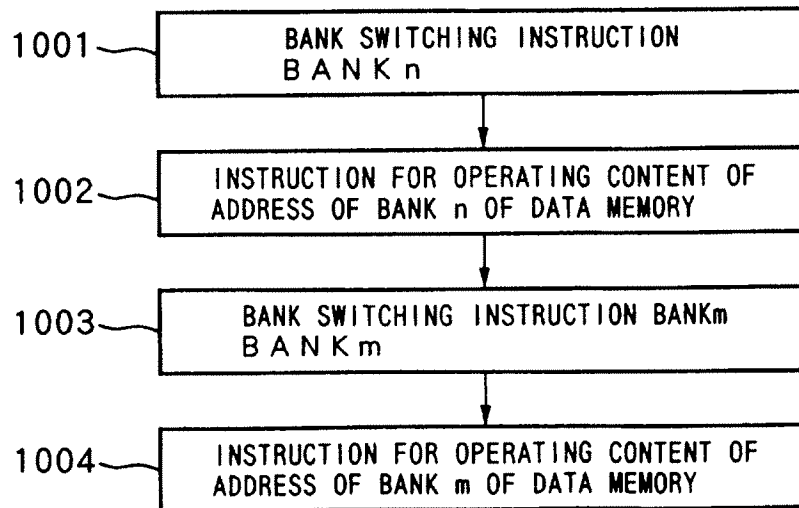 1001
BANK SWITCHING INSTRUCTION
BANKn
1002
INSTRUCTION FOR OPERATING CONTENT OF
ADDRESS OF BANK n OF DATA MEMORY
1003
BANK SWITCHING INSTRUCTION BANKm
BANKm
1004
INSTRUCTION FOR OPERATING CONTENT OF
ADDRESS OF BANK m OF DATA MEMORY